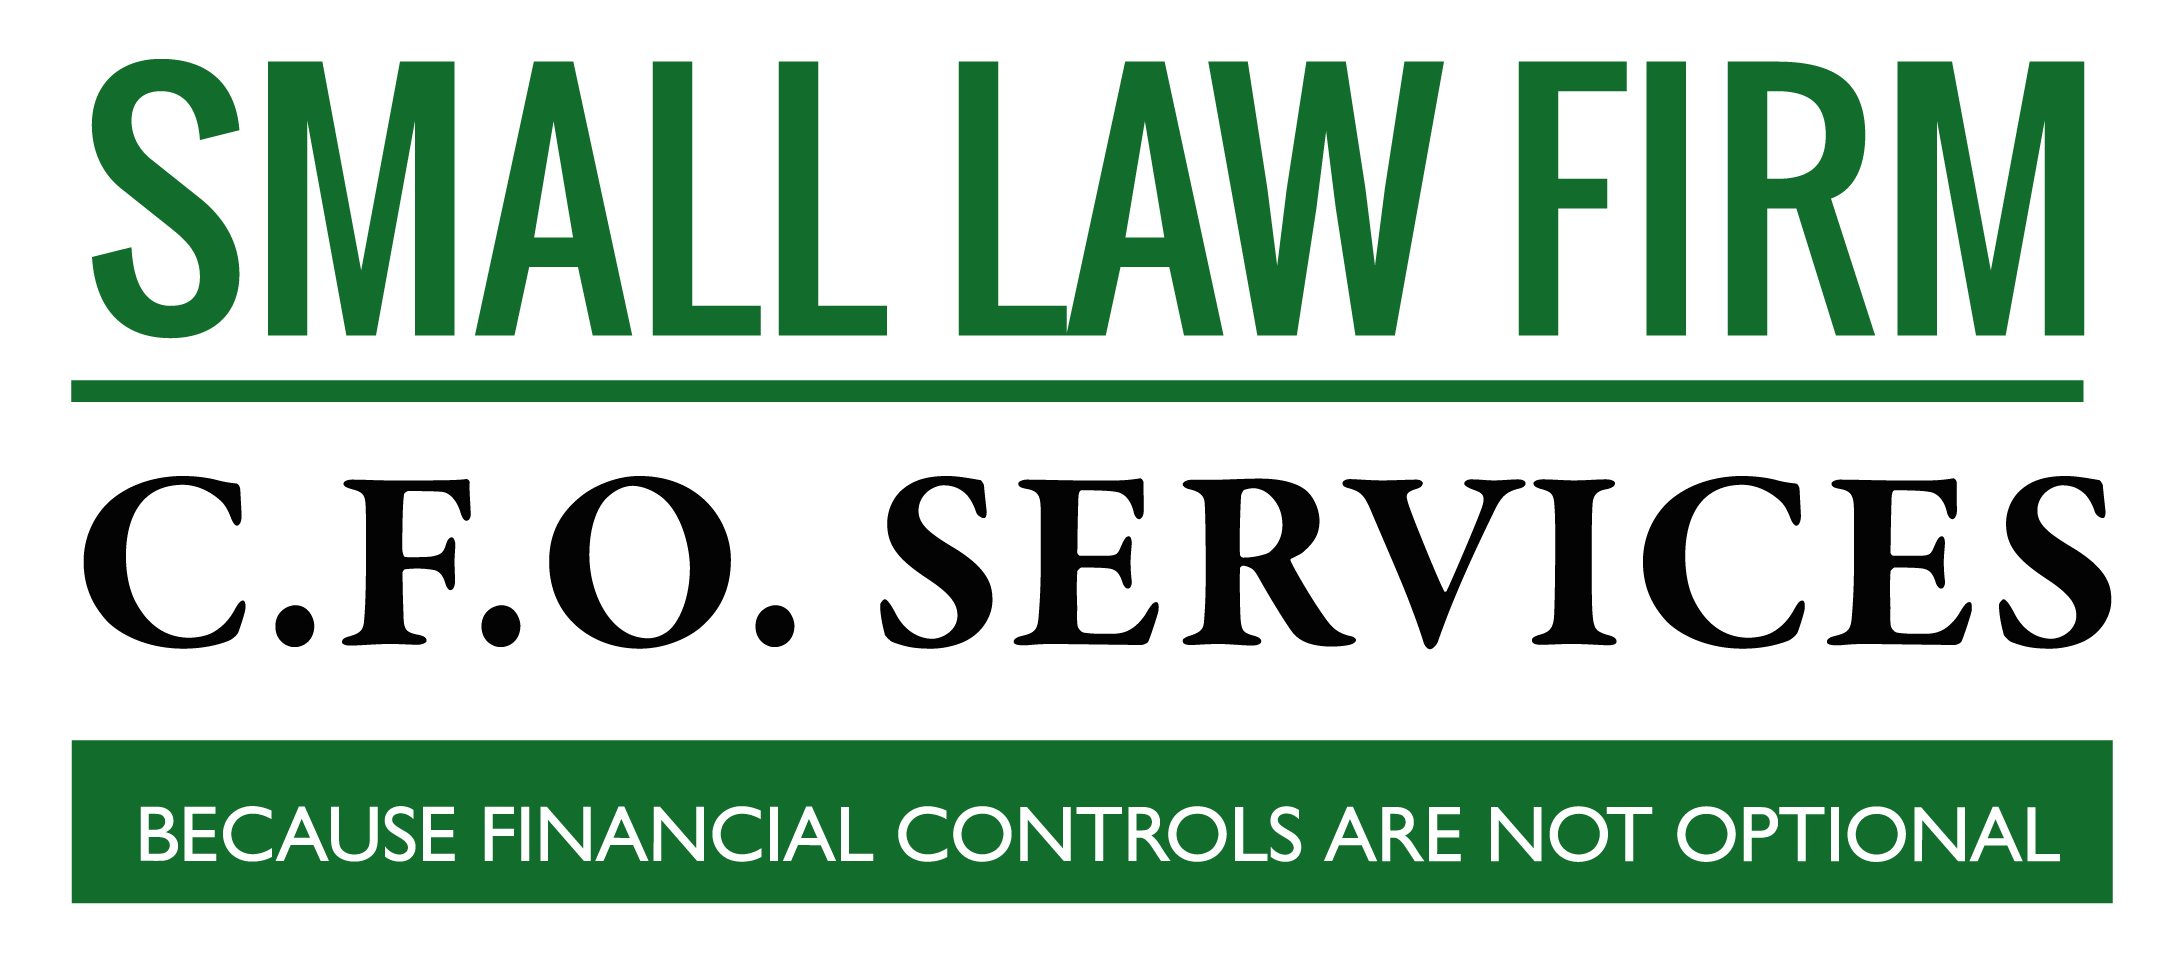 SMALL LAW FIRM
C.F.O. SERVICES
BECAUSE FINANCIAL CONTROLS ARE NOT OPTIONAL